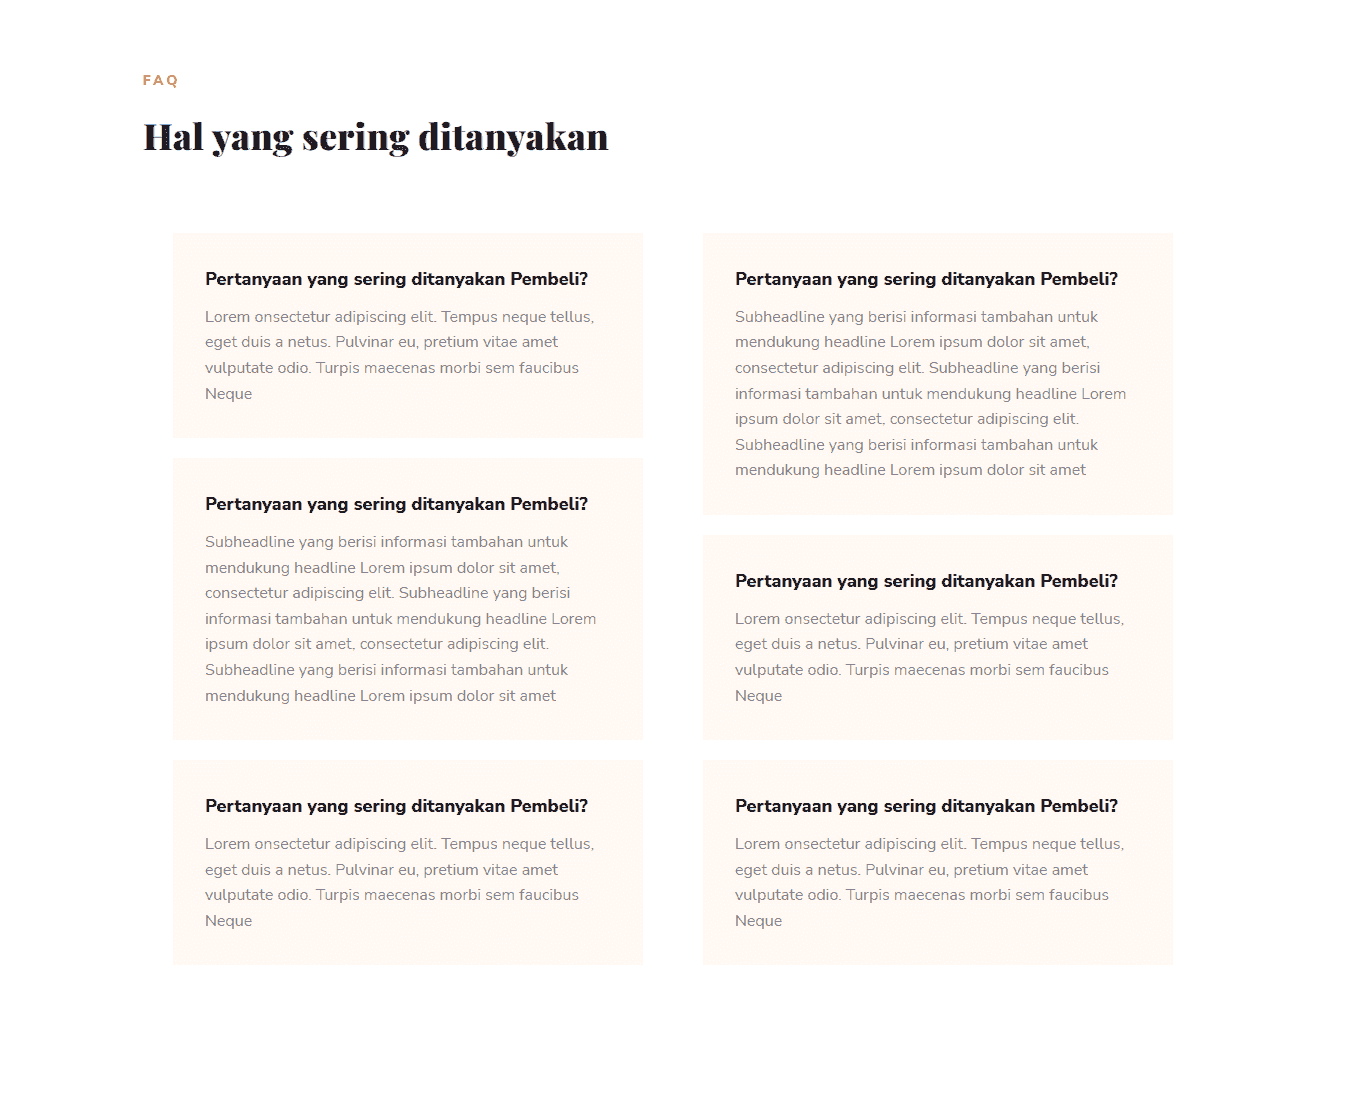 FAQ
Hal yang sering ditanyakan
Pertanyaan yang sering ditanyakan Pembeli?
Lorem onsectetur adipiscing elit. Tempus neque tellus,
eget duis a netus. Pulvinar eu, pretium vitae amet
vulputate odio. Turpis maecenas morbi sem faucibus
Neque
Pertanyaan yang sering ditanyakan Pembeli?
Subheadline yang berisi informasi tambahan untuk
mendukung headline Lorem ipsum dolor sit amet,
consectetur adipiscing elit. Subheadline yang berisi
informasi tambahan untuk mendukung headline Lorem
ipsum dolor sit amet, consectetur adipiscing elit.
Subheadline yang berisi informasi tambahan untuk
mendukung headline Lorem ipsum dolor sit amet
Pertanyaan yang sering ditanyakan Pembeli?
Lorem onsectetur adipiscing elit. Tempus neque tellus,
eget duis a netus. Pulvinar eu, pretium vitae amet
vulputate odio. Turpis maecenas morbi sem faucibus
Neque
Pertanyaan yang sering ditanyakan Pembeli?
Subheadline yang berisi informasi tambahan untuk
mendukung headline Lorem ipsum dolor sit amet,
consectetur adipiscing elit. Subheadline yang berisi
informasi tambahan untuk mendukung headline Lorem
ipsum dolor sit amet, consectetur adipiscing elit.
Subheadline yang berisi informasi tambahan untuk
mendukung headline Lorem ipsum dolor sit amet
Pertanyaan yang sering ditanyakan Pembeli?
Lorem onsectetur adipiscing elit. Tempus neque tellus,
eget duis a netus. Pulvinar eu, pretium vitae amet
vulputate odio. Turpis maecenas morbi sem faucibus
Neque
Pertanyaan yang sering ditanyakan Pembeli?
Lorem onsectetur adipiscing elit. Tempus neque tellus,
eget duis a netus. Pulvinar eu, pretium vitae amet
vulputate odio. Turpis maecenas morbi sem faucibus
Neque